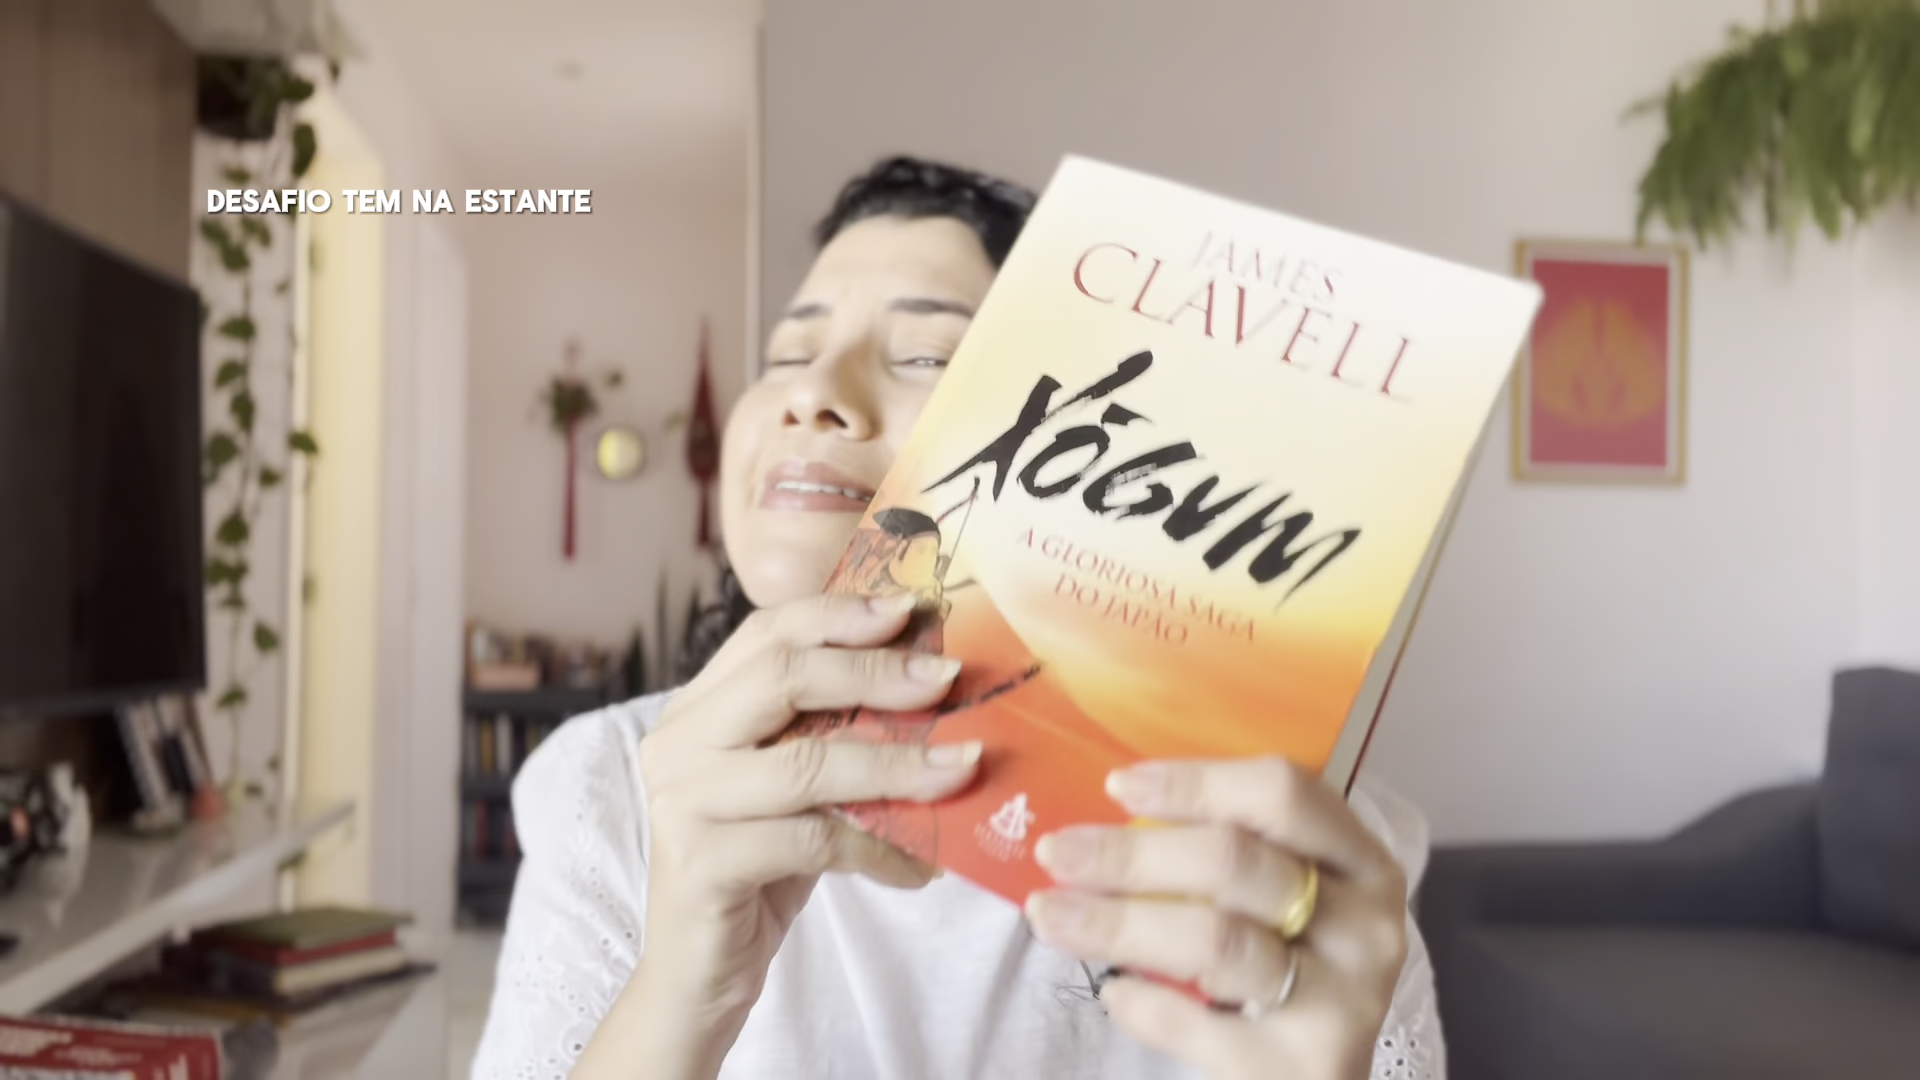 DESAFIO TEM NA ESTANTE
JAMES
CLAVELL
XÓGUM
A GLORIOSA SAGA
DO JAPÃO